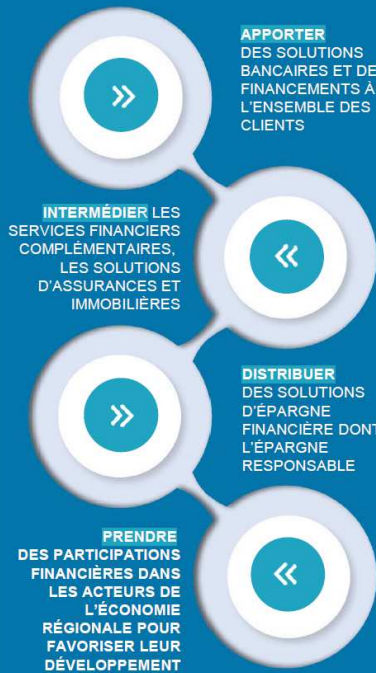 APPORTER
DES SOLUTIONS
BANCAIRES ET DE
FINANCEMENTS À
L'ENSEMBLE DES
CLIENTS
INTERMÉDIER LES
SERVICES FINANCIERS
COMPLÉMENTAIRES,
LES SOLUTIONS
D'ASSURANCES ET
IMMOBILIÈRES
DISTRIBUER
DES SOLUTIONS
D'ÉPARGNE
FINANCIÈRE DONT
L'ÉPARGNE
RESPONSABLE
PRENDRE
DES PARTICIPATIONS
FINANCIÈRES DANS
LES ACTEURS DE
L'ÉCONOMIE
RÉGIONALE POUR
FAVORISER LEUR
DÉVELOPPEMENT